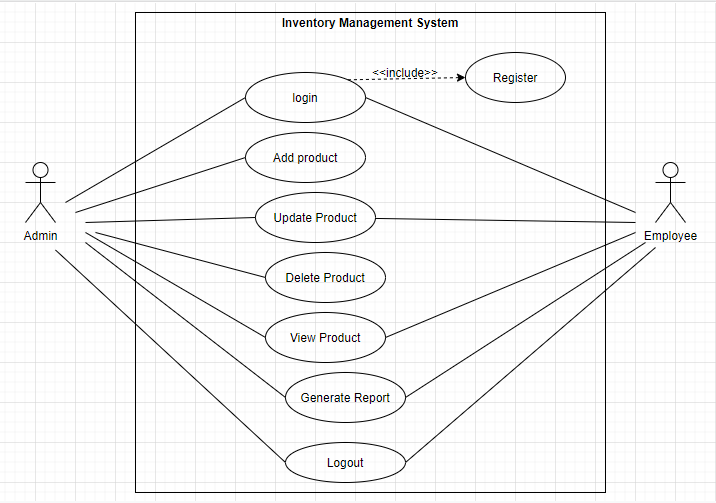 Inventory Management System
<<include>>
Register
login
Add product
Update Product
Admin
Employee
Delete Product
View Product
Generate Report
Logout